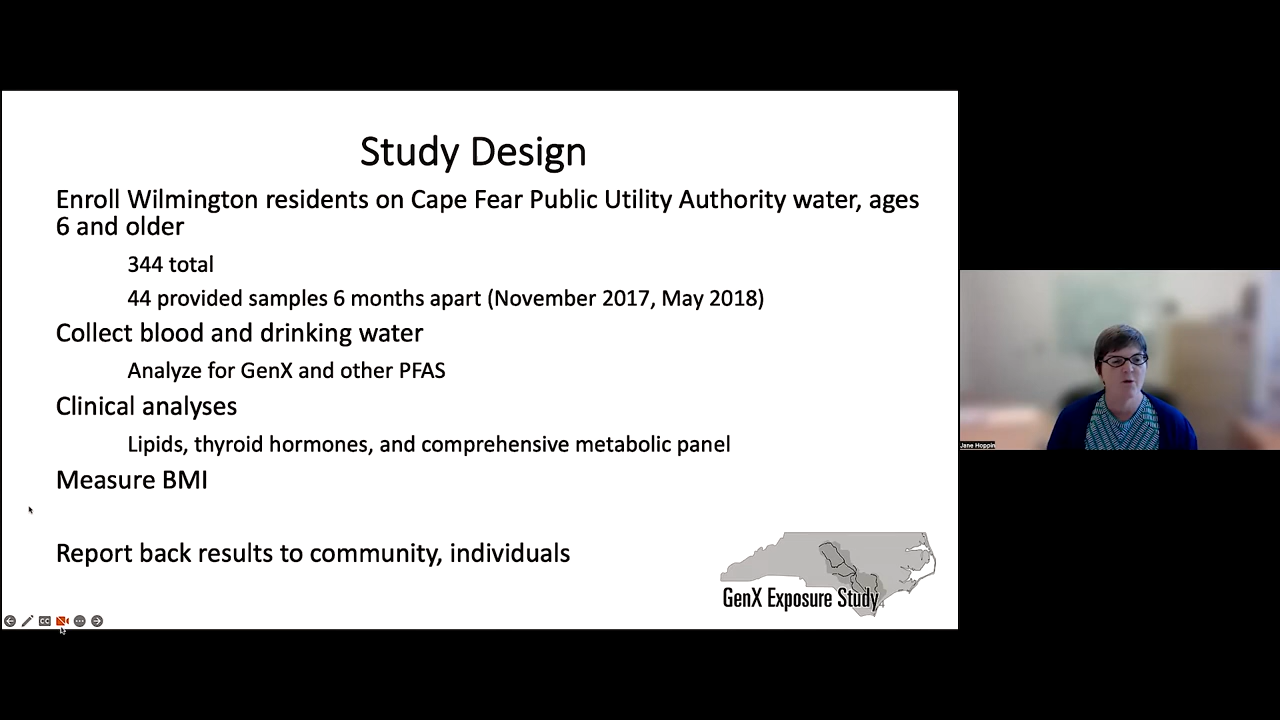 Study Design
Enroll Wilmington residents on Cape Fear Public Utility Authority water, ages
6 and older
344 total
44 provided samples 6 months apart (November 2017, May 2018)
Collect blood and drinking water
Analyze for GenX and other PFAS
Clinical analyses
Lipids, thyroid hormones, and comprehensive metabolic panel
Measure BMI
Report back results to community, individuals
GenX Exposure Study
CC
Jane Hoppin